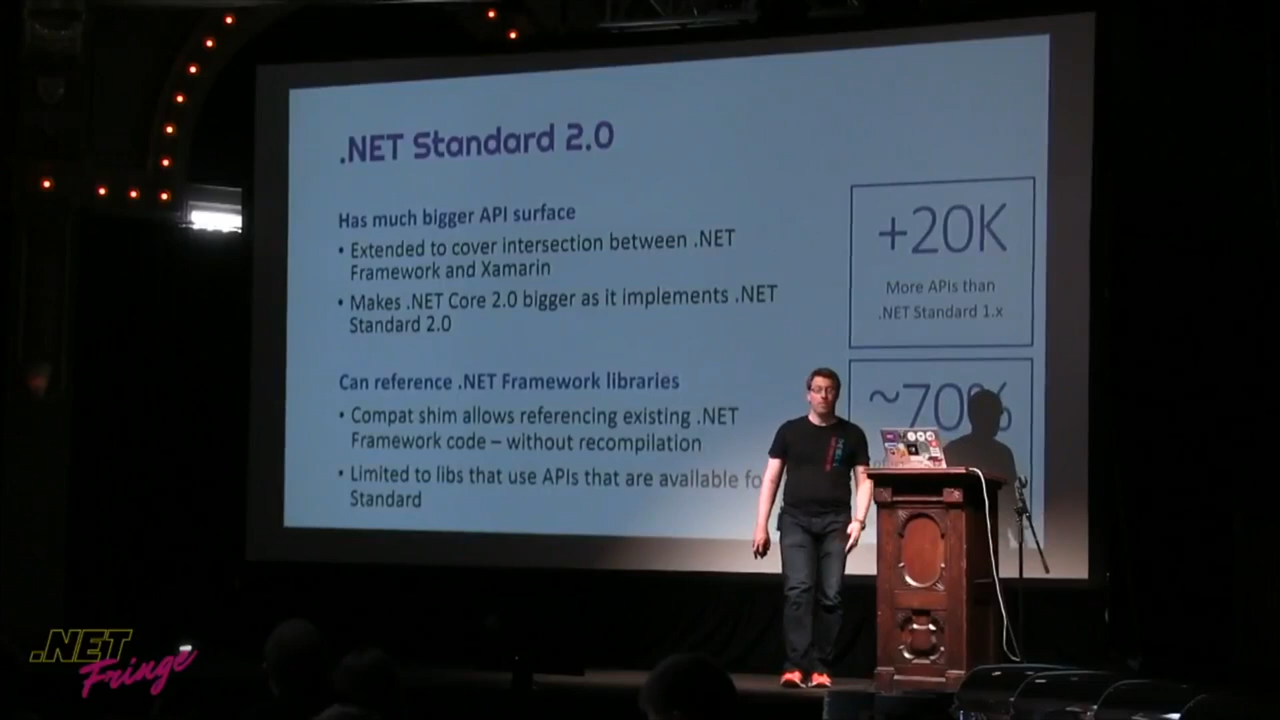 .NET Standard 2.0
Has much bigger API surface
• Extended to cover intersection between .NET
Framework and Xamarin
• Makes .NET Core 2.0 bigger as it implements .NET
Standard 2.0
Can reference .NET Framework libraries
• Compat shim allows referencing existing .NET
Framework code – without recompilation
• Limited to libs that use APIs that are available fo
Standard
+20K
More APIs than
.NET Standard 1.x
~70%
.NET
Fringe